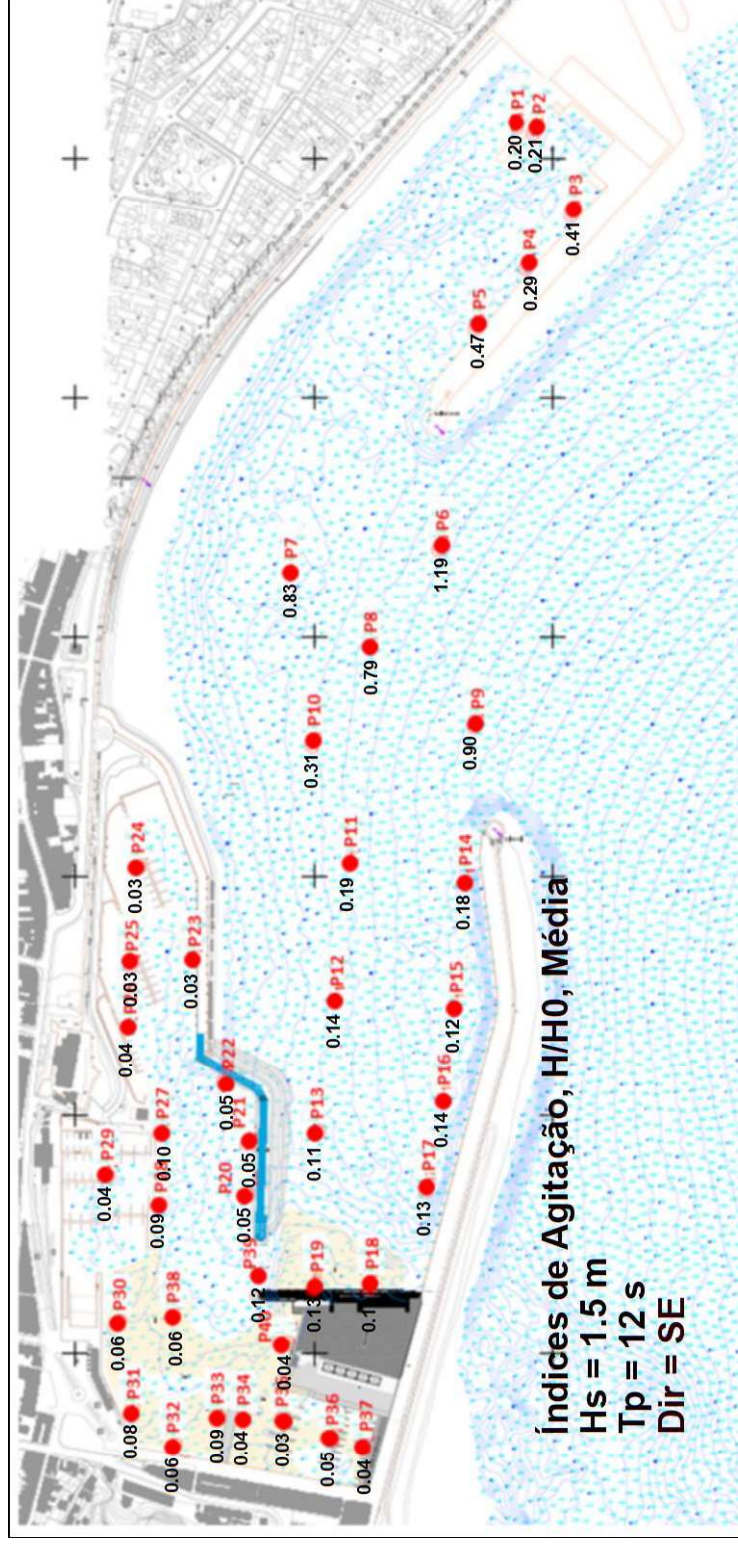 P1
0.20
P2
0.21
P3
0.41
P4
0.29
P5
0.47
P6
1.19
P7
0.83
P8
0.79
P9
0.90
P10
0.31
P11
0.19
P12
0.14
P13
0.11
P14
0.18
P15
0.12
P16
0.14
P17
0.13
P18
P19
0.13
P20
0.05
P21
0.05
P22
0.05
P23
0.03
P24
0.03
P25
0.03
0.04
P27
0.10
0.09
P29
0.04
P30
0.06
P31
0.08
P32
0.06
P33
0.09
P34
0.04
0.03
P36
0.05
P37
0.04
P38
0.06
P39
0.12
P40
0.04
Índices de Agitação, H/H0, Média
Hs = 1.5 m
Tp = 12 s
Dir = SE